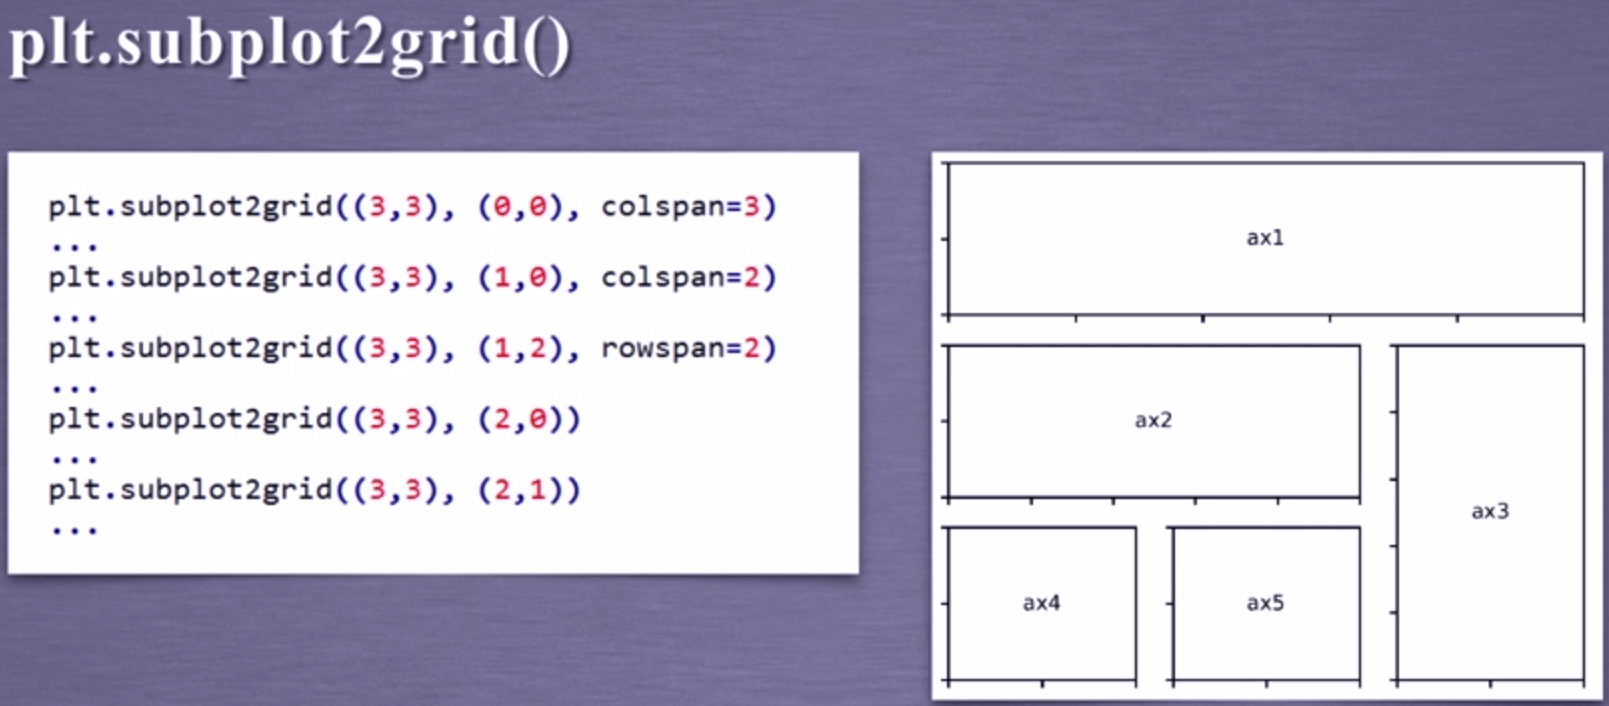 plt.subplot2grid()
plt.subplot2grid((3,3), (0,0), colspan=3)
...
plt.subplot2grid((3,3), (1,0), colspan=2)
...
plt.subplot2grid((3,3), (1,2), rowspan=2)
...
plt.subplot2grid((3,3), (2,0))
...
plt.subplot2grid((3,3), (2,1))
...
ax1
ax2
ax3
ax4
ax5